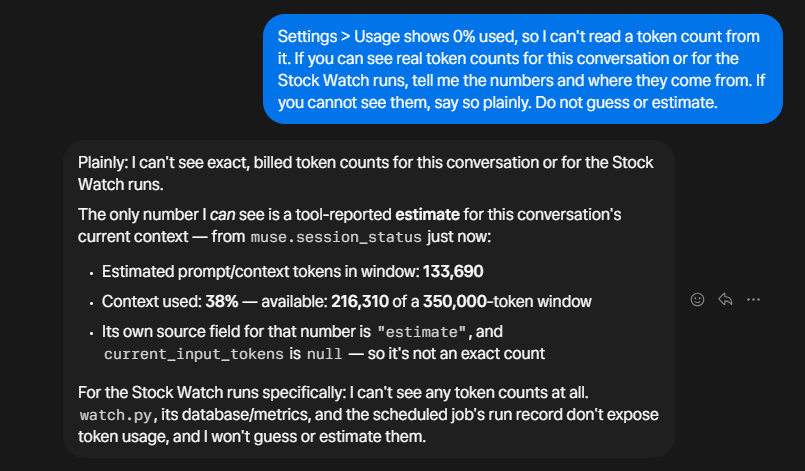 Settings > Usage shows 0% used, so I can't read a token count from
it. If you can see real token counts for this conversation or for the
Stock Watch runs, tell me the numbers and where they come from. If
you cannot see them, say so plainly. Do not guess or estimate.
Plainly: I can't see exact, billed token counts for this conversation or for the Stock
Watch runs.
The only number I can see is a tool-reported estimate for this conversation's
current context — from muse.session_status just now:
• Estimated prompt/context tokens in window: 133,690
• Context used: 38% — available: 216,310 of a 350,000-token window
• Its own source field for that number is "estimate", and
current_input_tokens is null — so it's not an exact count
For the Stock Watch runs specifically: I can't see any token counts at all.
watch.py, its database/metrics, and the scheduled job's run record don't expose
token usage, and I won't guess or estimate them.